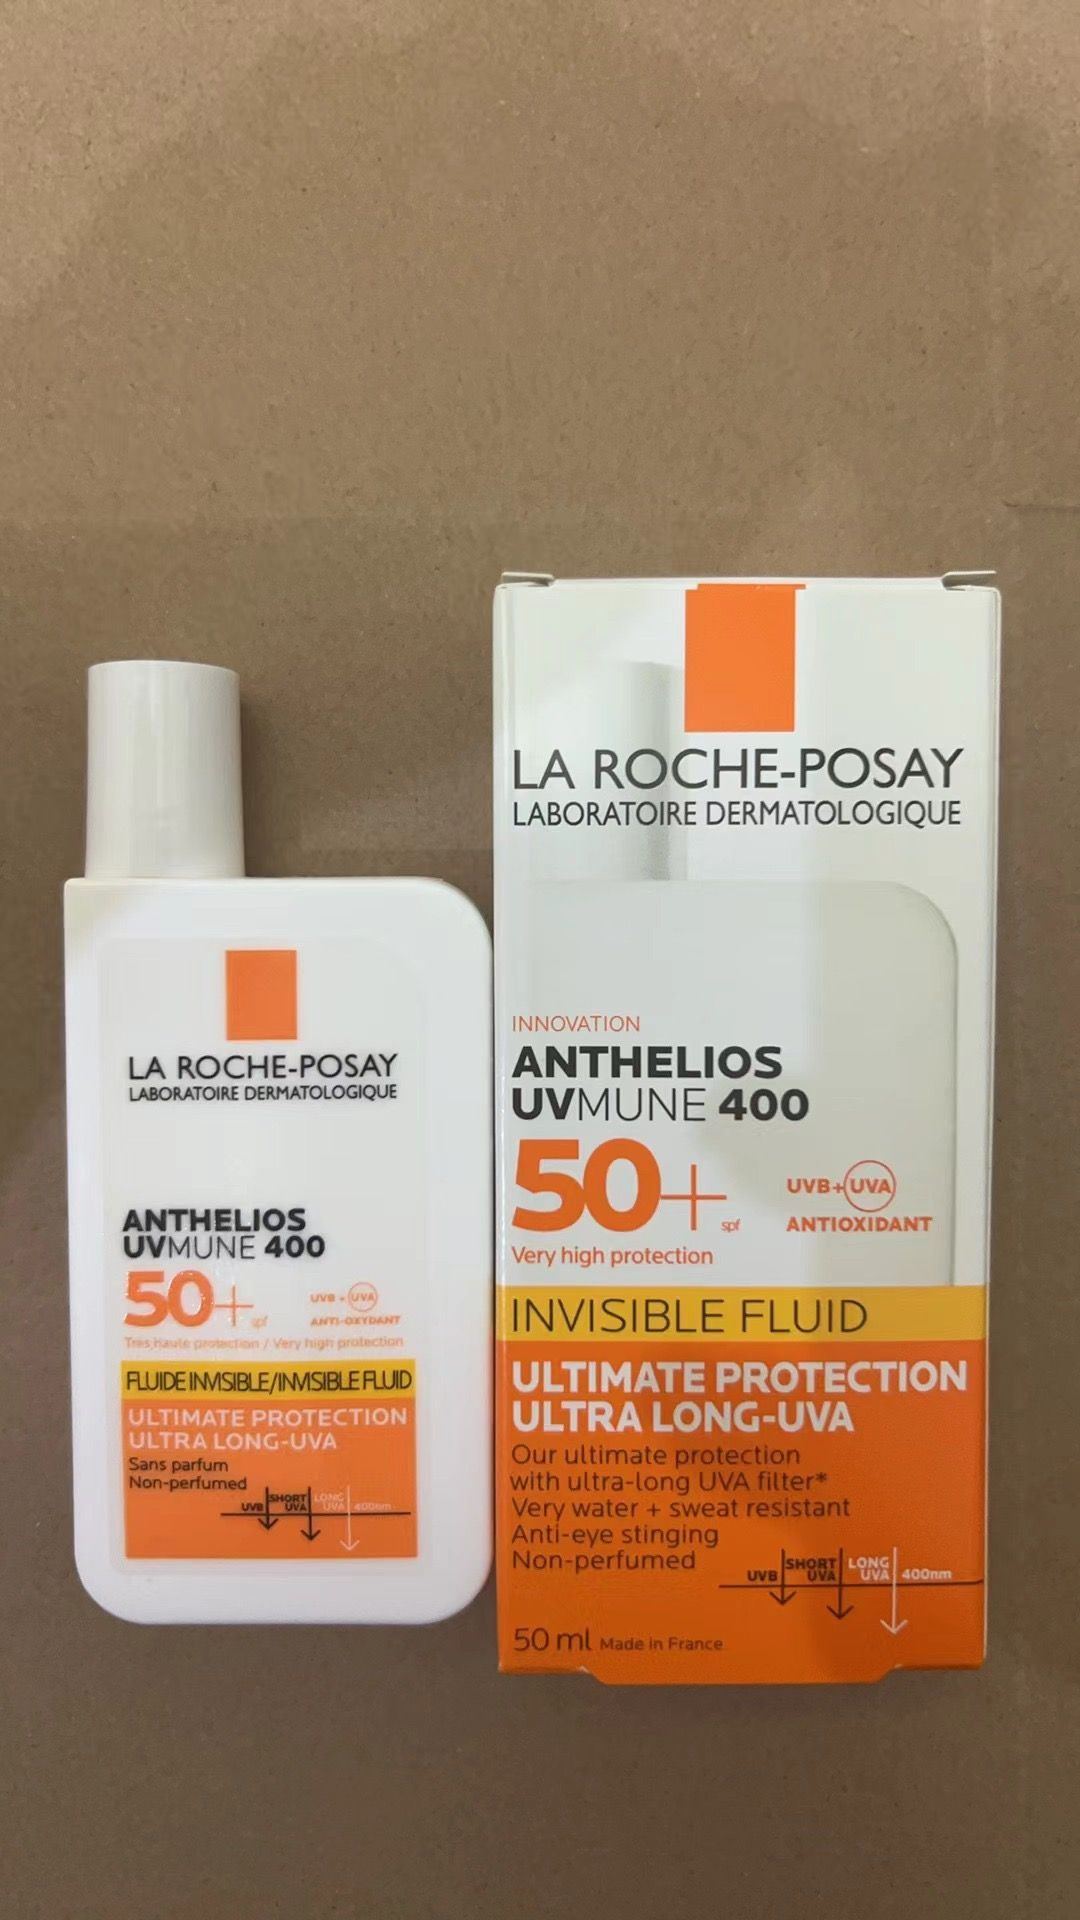 LA ROCHE-POSAY
LABORATOIRE DERMATOLOGIQUE
ANTHELIOS
UVMUNE 400
50+
spf
UVB + UVA
ANTI-OXYDANT
Très haute protection / Very high protection
FLUIDE INVISIBLE/INVISIBLE FLUID
ULTIMATE PROTECTION
ULTRA LONG-UVA
Sans parfum
Non-perfumed
UVB
SHORT
UVA
LONG
UVA
400nm
LA ROCHE-POSAY
LABORATOIRE DERMATOLOGIQUE
INNOVATION
ANTHELIOS
UVMUNE 400
50+
spf
UVB+UVA
ANTIOXIDANT
Very high protection
INVISIBLE FLUID
ULTIMATE PROTECTION
ULTRA LONG-UVA
Our ultimate protection
with ultra-long UVA filter*
Very water + sweat resistant
Anti-eye stinging
Non-perfumed
UVB
SHORT
UVA
LONG
UVA
400nm
50 ml Made in France